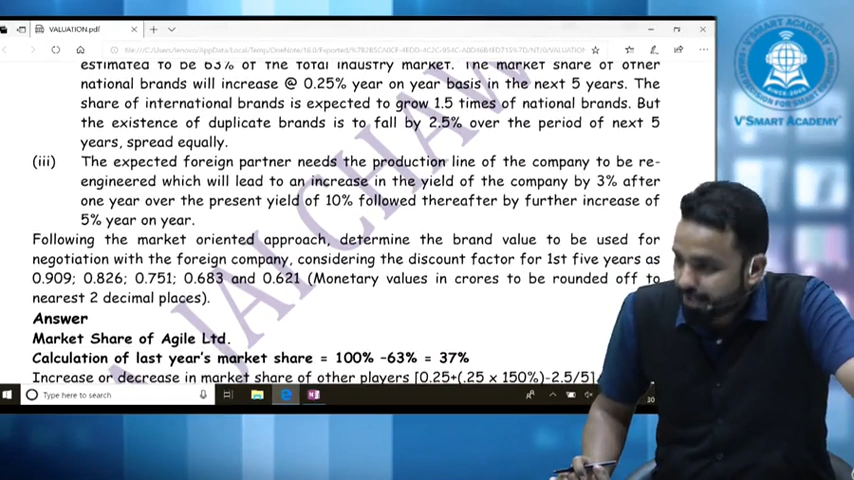 VALUATION.pdf
V'SMART ACADEMY
estimated to be 63% of the total industry market. The market share of other
national brands will increase @ 0.25% year on year basis in the next 5 years. The
share of international brands is expected to grow 1.5 times of national brands. But
the existence of duplicate brands is to fall by 2.5% over the period of next 5
years, spread equally.
V'SMART ACADEMY
(iii) The expected foreign partner needs the production line of the company to be re-
engineered which will lead to an increase in the yield of the company by 3% after
one year over the present yield of 10% followed thereafter by further increase of
5% year on year.
Following the market oriented approach, determine the brand value to be used for
negotiation with the foreign company, considering the discount factor for 1st five years as
0.909; 0.826; 0.751; 0.683 and 0.621 (Monetary values in crores to be rounded off to
nearest 2 decimal places).
Answer
Market Share of Agile Ltd.
Calculation of last year's market share = 100% -63% = 37%
Increase or decrease in market share of other players [0.25+(.25 x 150%)-2.5/5]
Type here to search
JAI CHAW